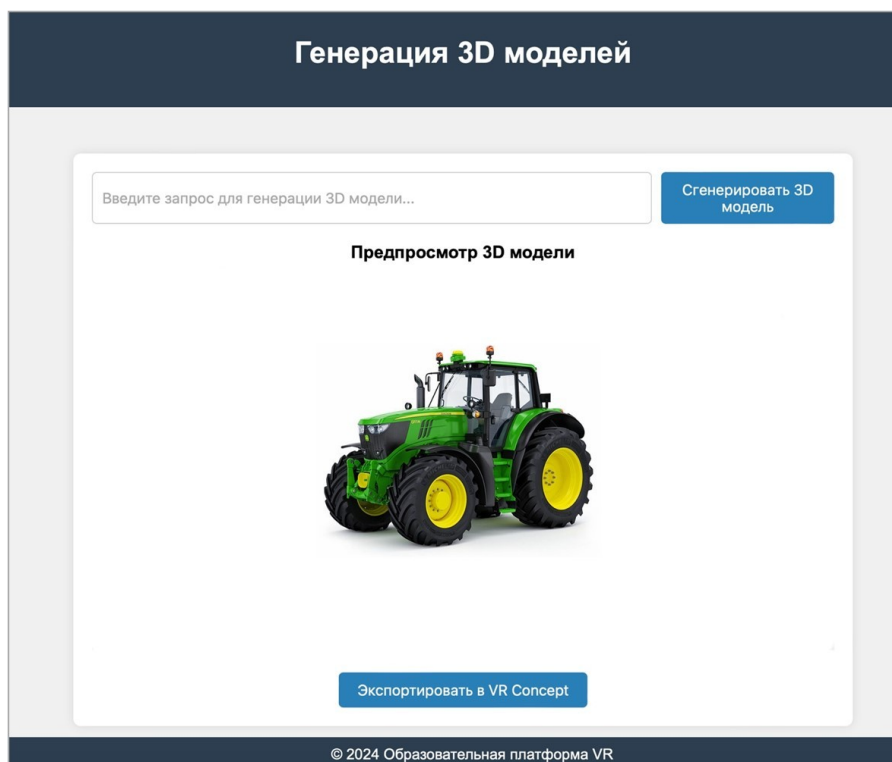 Генерация 3D моделей
Введите запрос для генерации 3D модели...
Сгенерировать 3D
модель
Предпросмотр 3D модели
Экспортировать в VR Concept
© 2024 Образовательная платформа VR